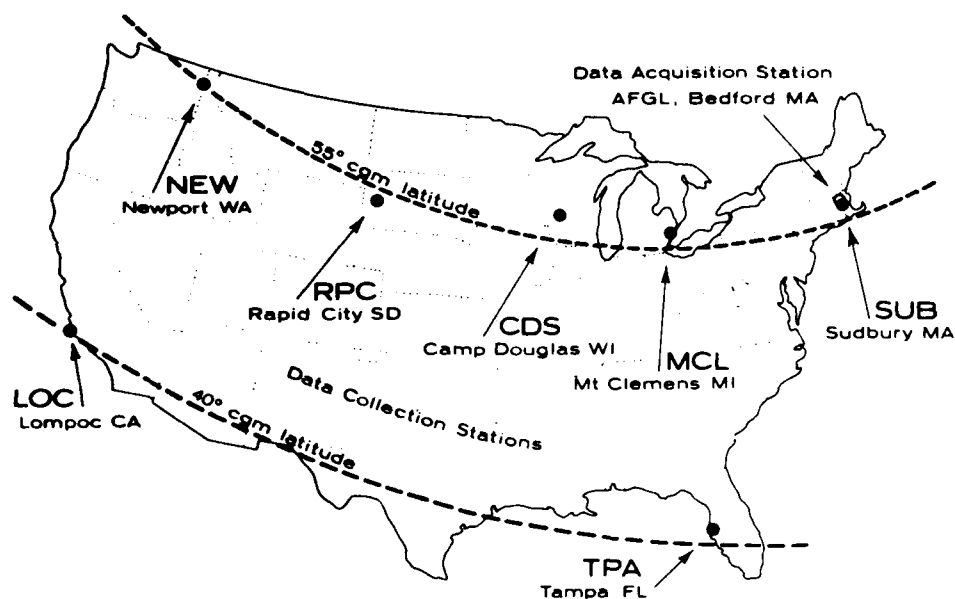 Data Acquisition Station
AFGL, Bedford MA
55° cgm latitude
NEW
Newport WA
RPC
Rapid City SD
CDS
Camp Douglas WI
MCL
Mt Clemens MI
SUB
Sudbury MA
LOC
Lompoc CA
Data Collection Stations
40° cgm latitude
TPA
Tampa FL